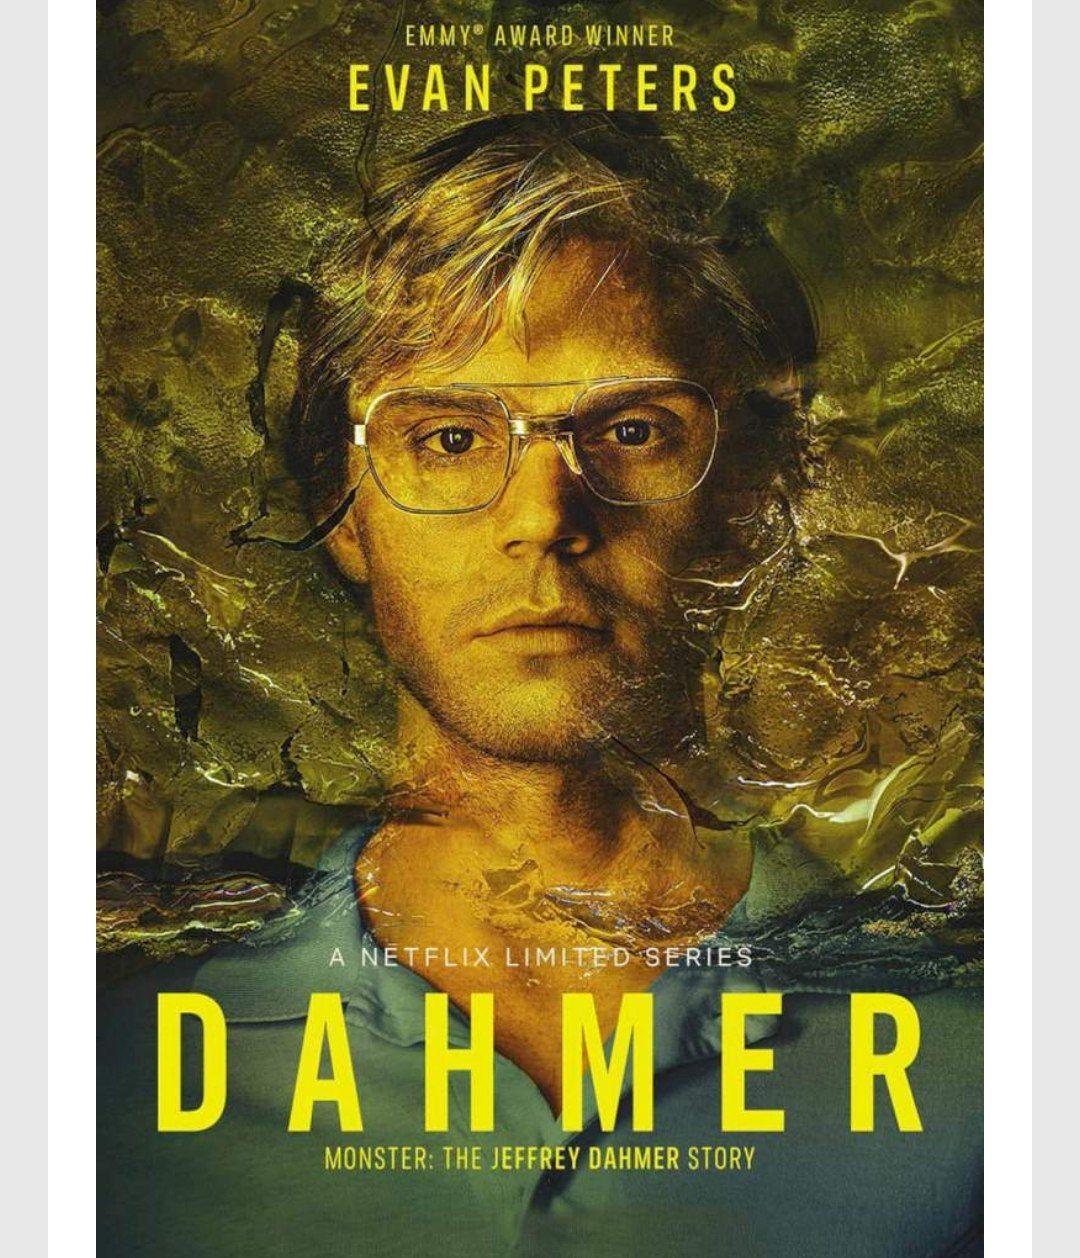 EMMY® AWARD WINNER
EVAN PETERS
A NETFLIX LIMITED SERIES
DAHMER
MONSTER: THE JEFFREY DAHMER STORY